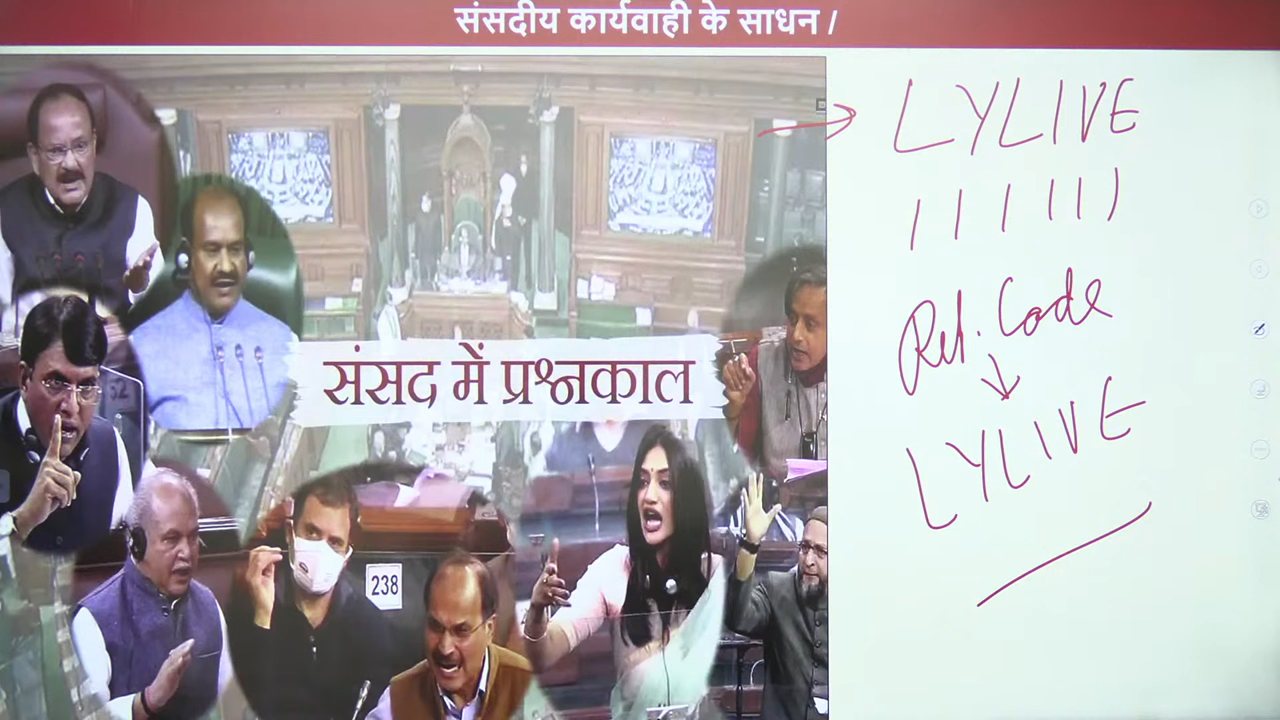 संसदीय कार्यवाही के साधन /
LYLIVE
संसद में प्रश्नकाल
Ref. Code
LYLIVE
238